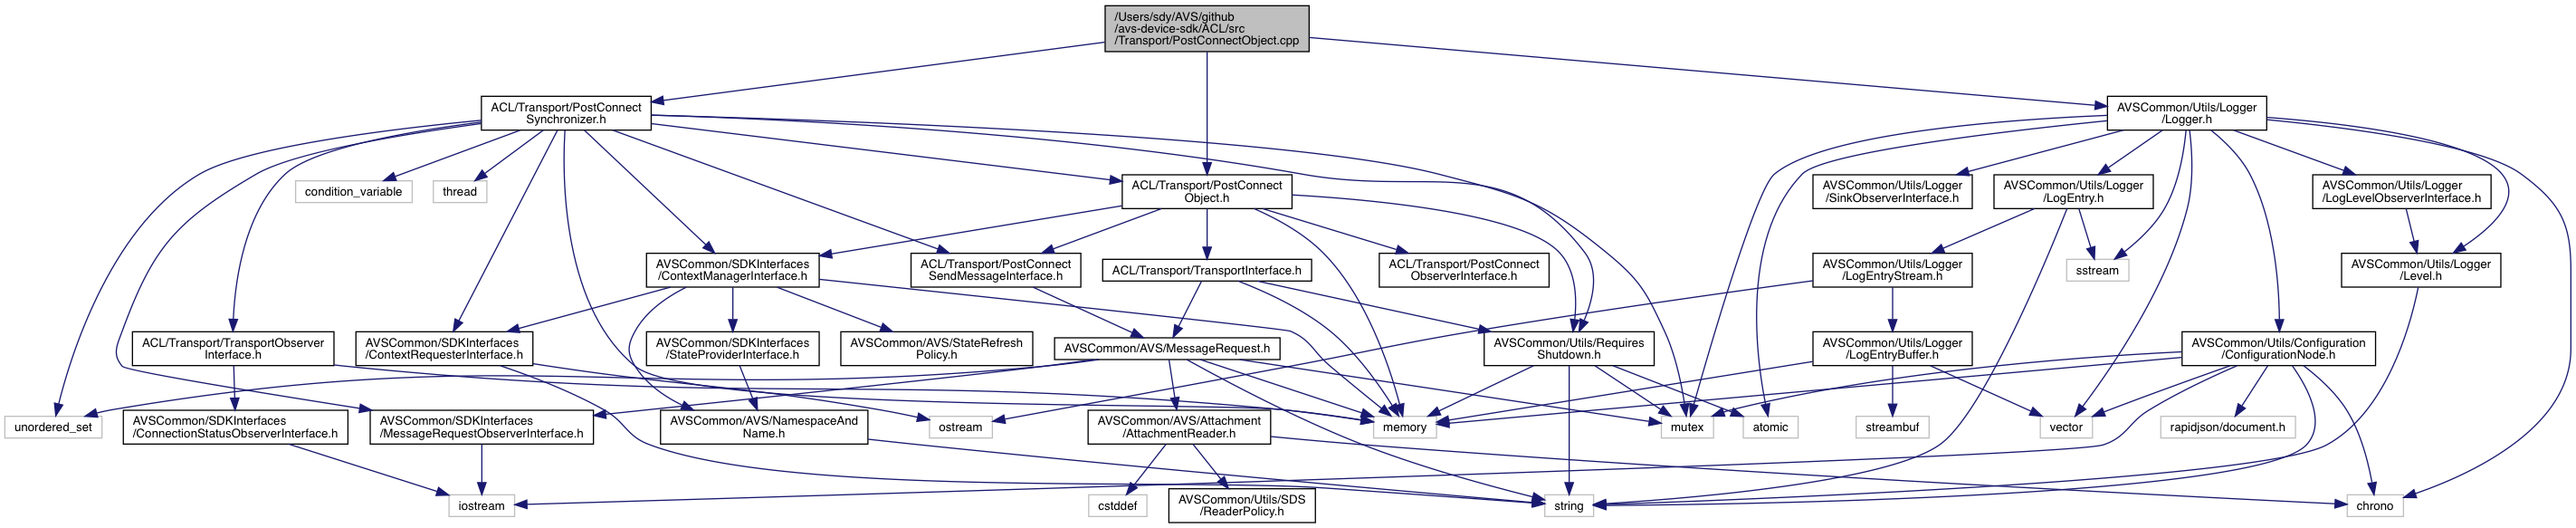 /Users/sdy/AVS/github
/avs-device-sdk/ACL/src
/Transport/PostConnectObject.cpp
ACL/Transport/PostConnect
Synchronizer.h
AVSCommon/Utils/Logger
/Logger.h
condition_variable
thread
ACL/Transport/PostConnect
Object.h
AVSCommon/Utils/Logger
/SinkObserverInterface.h
AVSCommon/Utils/Logger
/LogEntry.h
AVSCommon/Utils/Logger
/LogLevelObserverInterface.h
AVSCommon/SDKInterfaces
/ContextManagerInterface.h
ACL/Transport/PostConnect
SendMessageInterface.h
ACL/Transport/TransportInterface.h
ACL/Transport/PostConnect
ObserverInterface.h
AVSCommon/Utils/Logger
/LogEntryStream.h
sstream
AVSCommon/Utils/Logger
/Level.h
ACL/Transport/TransportObserver
Interface.h
AVSCommon/SDKInterfaces
/ContextRequesterInterface.h
AVSCommon/SDKInterfaces
/StateProviderInterface.h
AVSCommon/AVS/StateRefresh
Policy.h
AVSCommon/AVS/MessageRequest.h
AVSCommon/Utils/Requires
Shutdown.h
AVSCommon/Utils/Logger
/LogEntryBuffer.h
AVSCommon/Utils/Configuration
/ConfigurationNode.h
unordered_set
AVSCommon/SDKInterfaces
/ConnectionStatusObserverInterface.h
AVSCommon/SDKInterfaces
/MessageRequestObserverInterface.h
AVSCommon/AVS/NamespaceAnd
Name.h
ostream
AVSCommon/AVS/Attachment
/AttachmentReader.h
memory
mutex
atomic
streambuf
vector
rapidjson/document.h
iostream
cstddef
AVSCommon/Utils/SDS
/ReaderPolicy.h
string
chrono